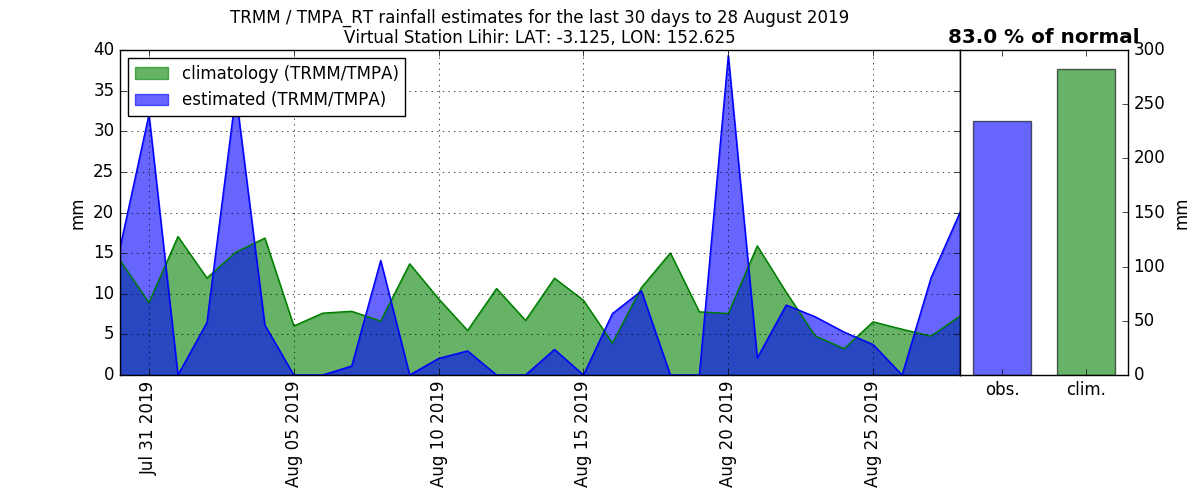 TRMM / TMPA_RT rainfall estimates for the last 30 days to 28 August 2019
Virtual Station Lihir: LAT: -3.125, LON: 152.625
83.0 % of normal
climatology (TRMM/TMPA)
estimated (TRMM/TMPA)
40
35
30
25
20
15
10
5
0
mm
300
250
200
150
100
50
0
mm
Jul 31 2019
Aug 05 2019
Aug 10 2019
Aug 15 2019
Aug 20 2019
Aug 25 2019
obs.
clim.